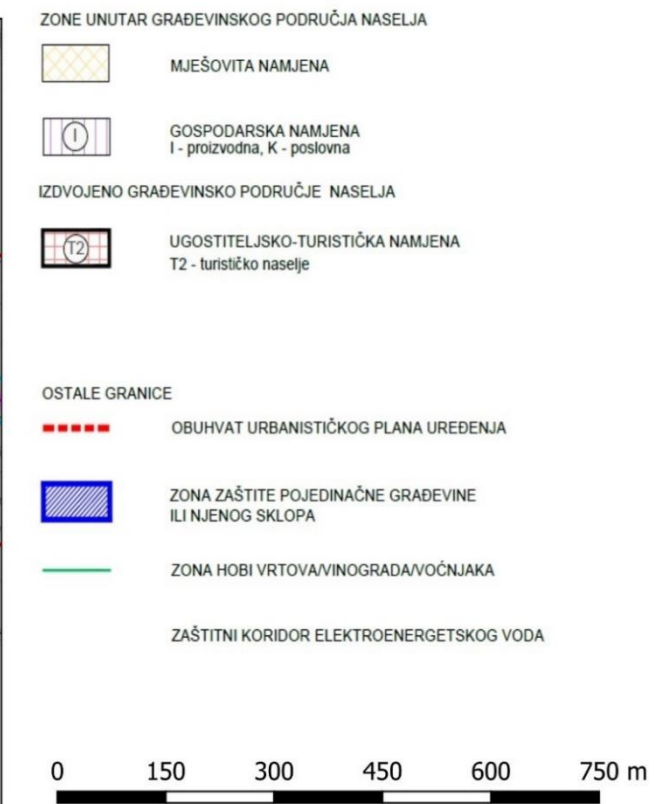 ZONE UNUTAR GRAĐEVINSKOG PODRUČJA NASELJA
MJEŠOVITA NAMJENA
I
GOSPODARSKA NAMJENA
I - proizvodna, K - poslovna
IZDVOJENO GRAĐEVINSKO PODRUČJE NASELJA
T2
UGOSTITELJSKO-TURISTIČKA NAMJENA
T2 - turističko naselje
OSTALE GRANICE
OBUHVAT URBANISTIČKOG PLANA UREĐENJA
ZONA ZAŠTITE POJEDINAČNE GRAĐEVINE
ILI NJENOG SKLOPA
ZONA HOBI VRTOVA/VINOGRADA/VOĆNJAKA
ZAŠTITNI KORIDOR ELEKTROENERGETSKOG VODA
0 150 300 450 600 750 m